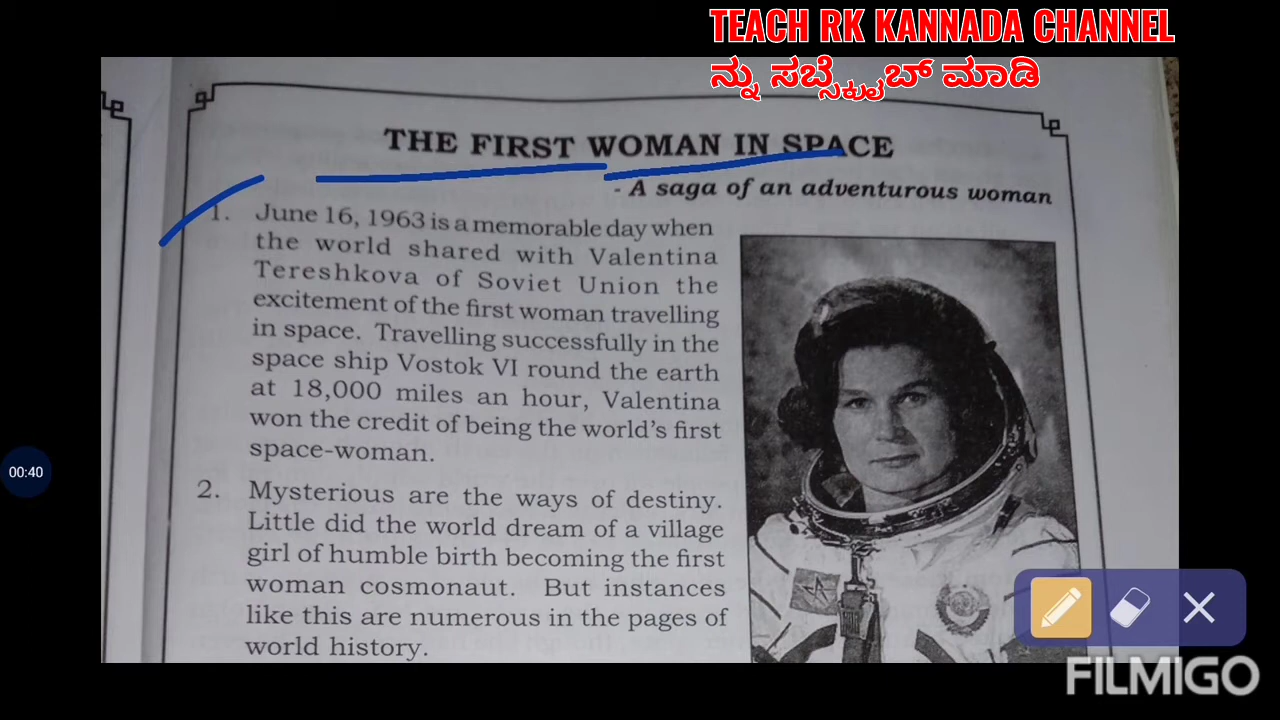 TEACH RK KANNADA CHANNEL
ನ್ನು ಸಬ್ಸ್ಕ್ರೈಬ್ ಮಾಡಿ
THE FIRST WOMAN IN SPACE
- A saga of an adventurous woman
1. June 16, 1963 is a memorable day when
the world shared with Valentina
Tereshkova of Soviet Union the
excitement of the first woman travelling
in space. Travelling successfully in the
space ship Vostok VI round the earth
at 18,000 miles an hour, Valentina
won the credit of being the world's first
space-woman.
2. Mysterious are the ways of destiny.
Little did the world dream of a village
girl of humble birth becoming the first
woman cosmonaut. But instances
like this are numerous in the pages of
world history.
00:40
FILMIGO